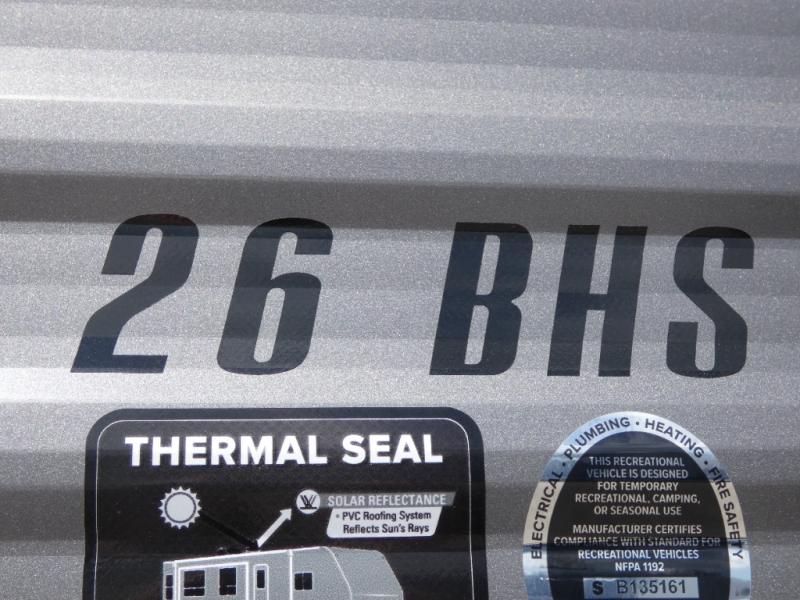 26 BHS
THERMAL SEAL
SOLAR REFLECTANCE
• PVC Roofing System
Reflects Sun's Rays
ELECTRICAL • PLUMBING • HEATING • FIRE SAFETY
THIS RECREATIONAL
VEHICLE IS DESIGNED
FOR TEMPORARY
RECREATIONAL, CAMPING,
OR SEASONAL USE
MANUFACTURER CERTIFIES
COMPLIANCE WITH STANDARD FOR
RECREATIONAL VEHICLES
NFPA 1192
S B135161